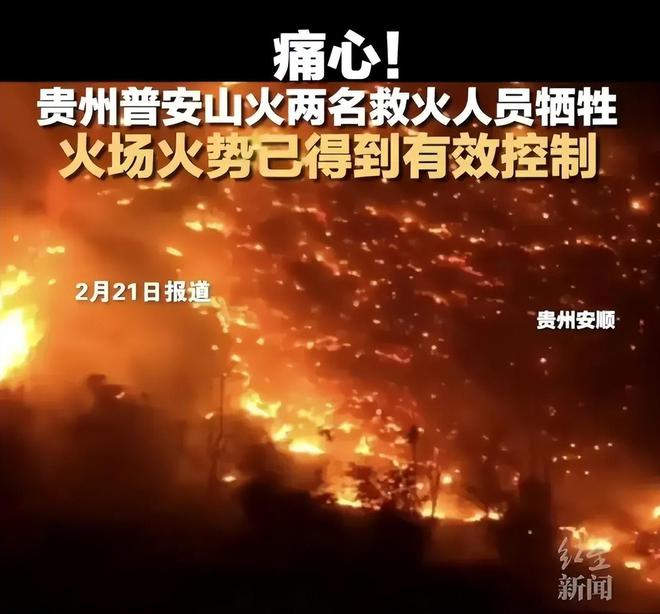 痛心！
贵州普安山火两名救火人员牺牲
火场火势已得到有效控制
2月21日报道
贵州安顺
红星
新闻